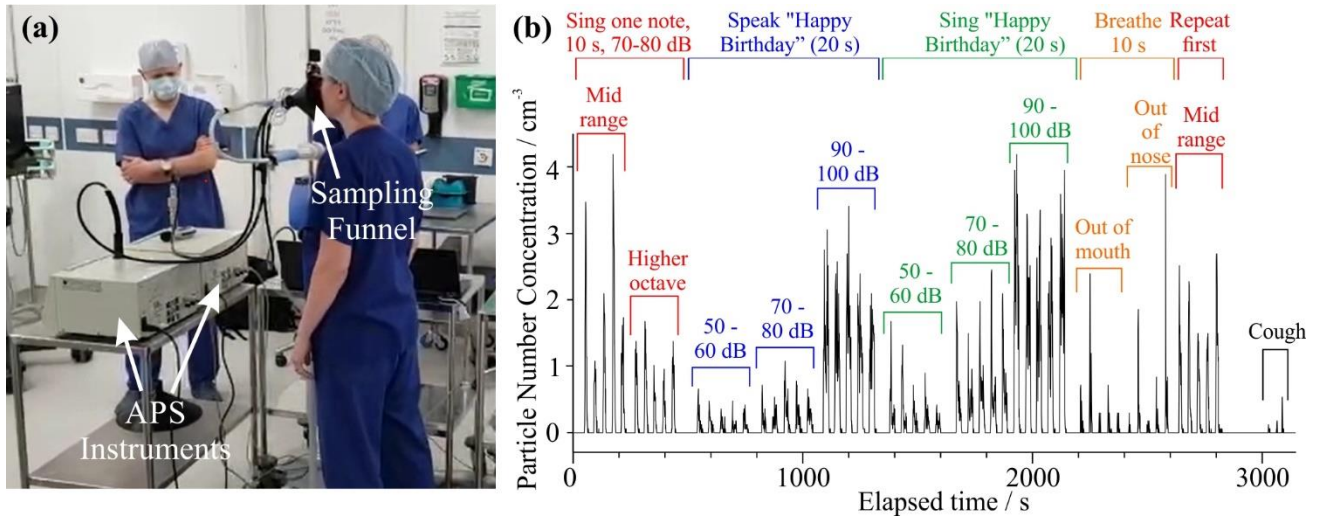 (a)
Sampling
Funnel
APS
Instruments
(b)
Sing one note,
10 s, 70-80 dB
Speak "Happy
Birthday” (20 s)
Sing "Happy
Birthday” (20 s)
Breathe
10 s
Repeat
first
Mid
range
Higher
octave
50 -
60 dB
70 -
80 dB
90 -
100 dB
50 -
60 dB
70 -
80 dB
90 -
100 dB
Out of
mouth
Out
of
nose
Mid
range
Cough
Particle Number Concentration / cm⁻³
4
3
2
1
0
0
1000
2000
3000
Elapsed time / s